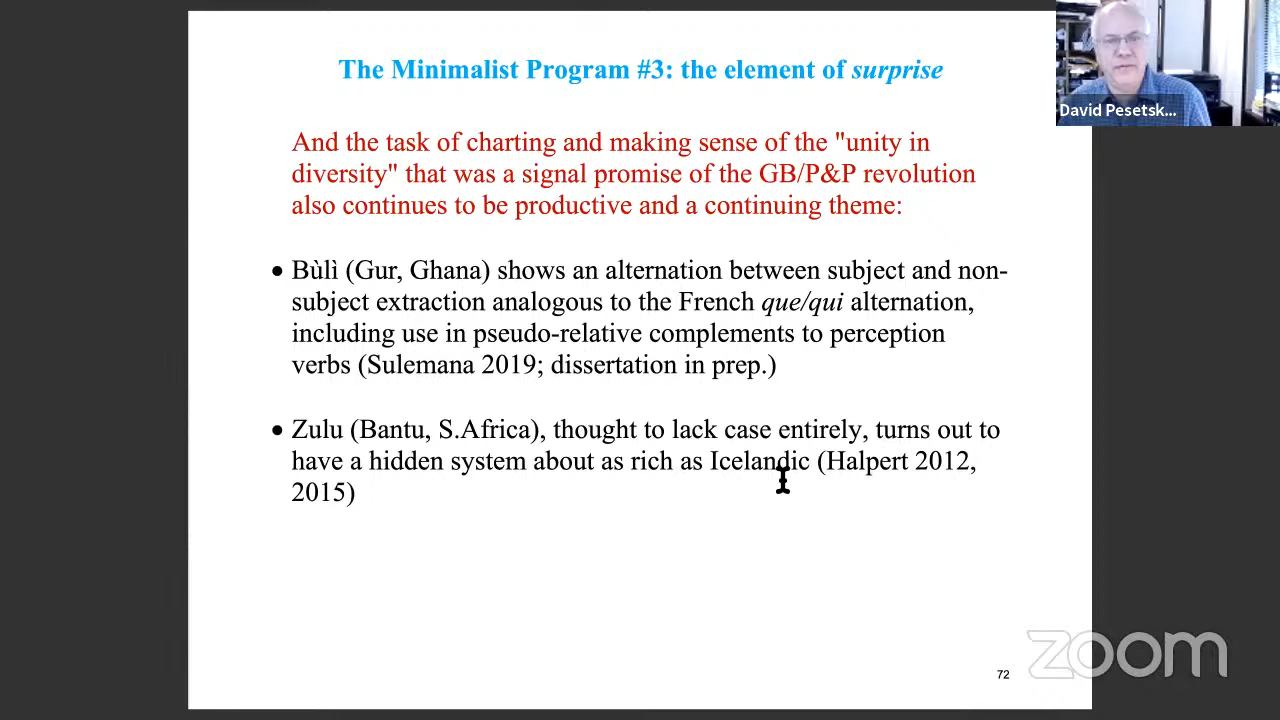 The Minimalist Program #3: the element of surprise
David Pesetsk...
And the task of charting and making sense of the "unity in
diversity" that was a signal promise of the GB/P&P revolution
also continues to be productive and a continuing theme:
• Bùlì (Gur, Ghana) shows an alternation between subject and non-
subject extraction analogous to the French que/qui alternation,
including use in pseudo-relative complements to perception
verbs (Sulemana 2019; dissertation in prep.)
• Zulu (Bantu, S.Africa), thought to lack case entirely, turns out to
have a hidden system about as rich as Icelandic (Halpert 2012,
2015)
zoom
72